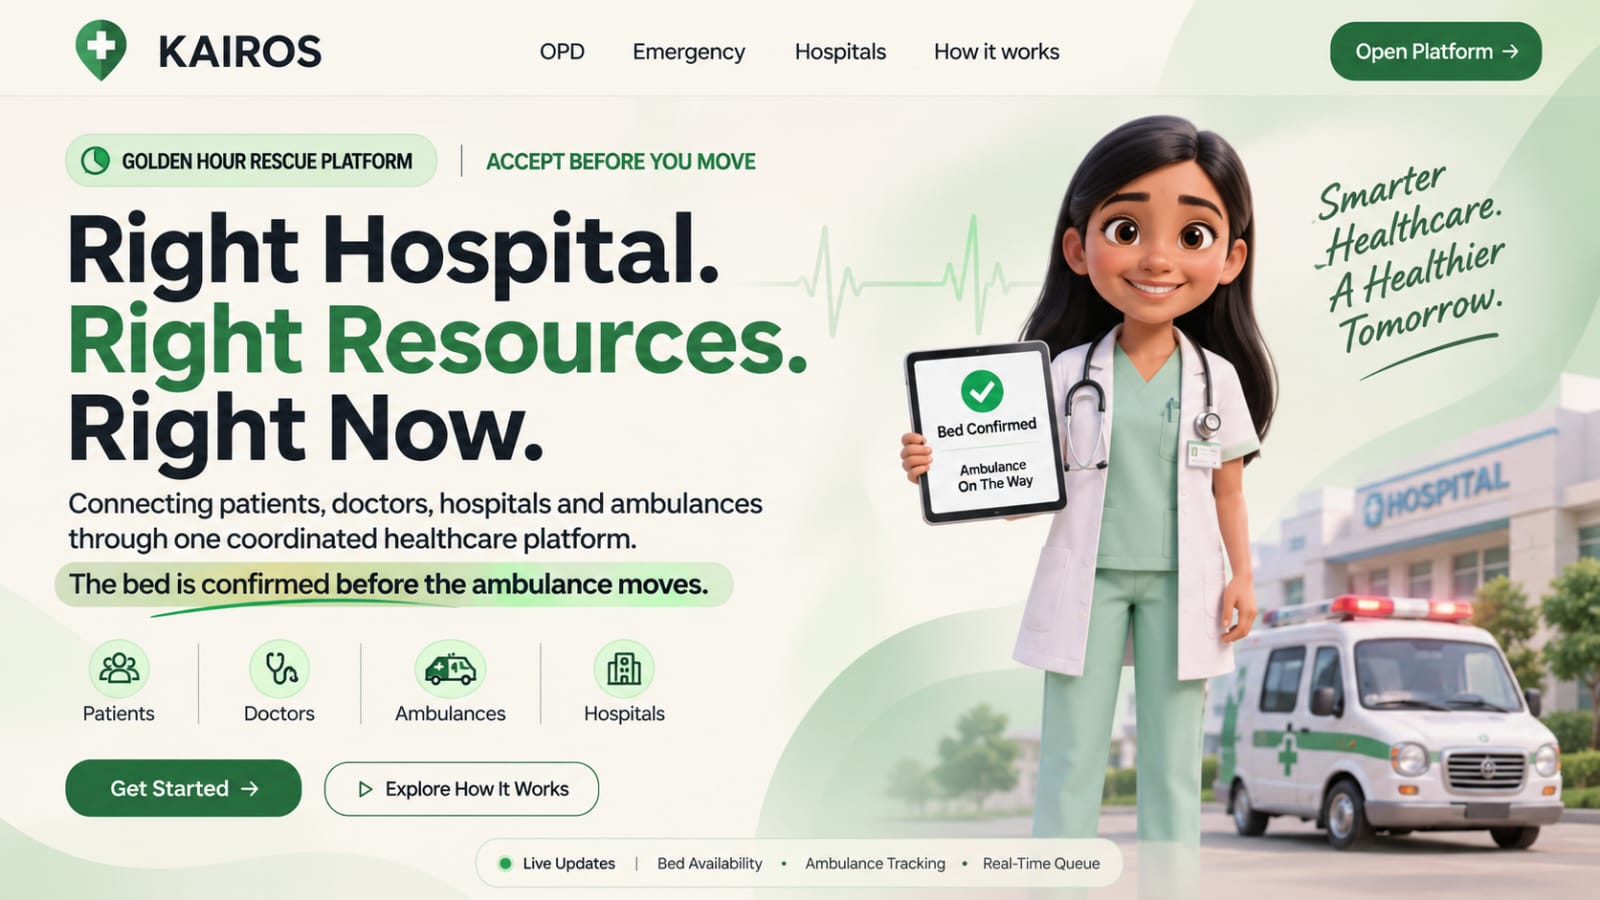 KAIROS
OPD
Emergency
Hospitals
How it works
Open Platform →
GOLDEN HOUR RESCUE PLATFORM
ACCEPT BEFORE YOU MOVE
Right Hospital.
Right Resources.
Right Now.
Connecting patients, doctors, hospitals and ambulances
through one coordinated healthcare platform.
The bed is confirmed before the ambulance moves.
Patients
Doctors
Ambulances
Hospitals
Get Started →
Explore How It Works
Bed Confirmed
Ambulance
On The Way
Smarter
Healthcare.
A Healthier
Tomorrow.
HOSPITAL
Live Updates | Bed Availability • Ambulance Tracking • Real-Time Queue